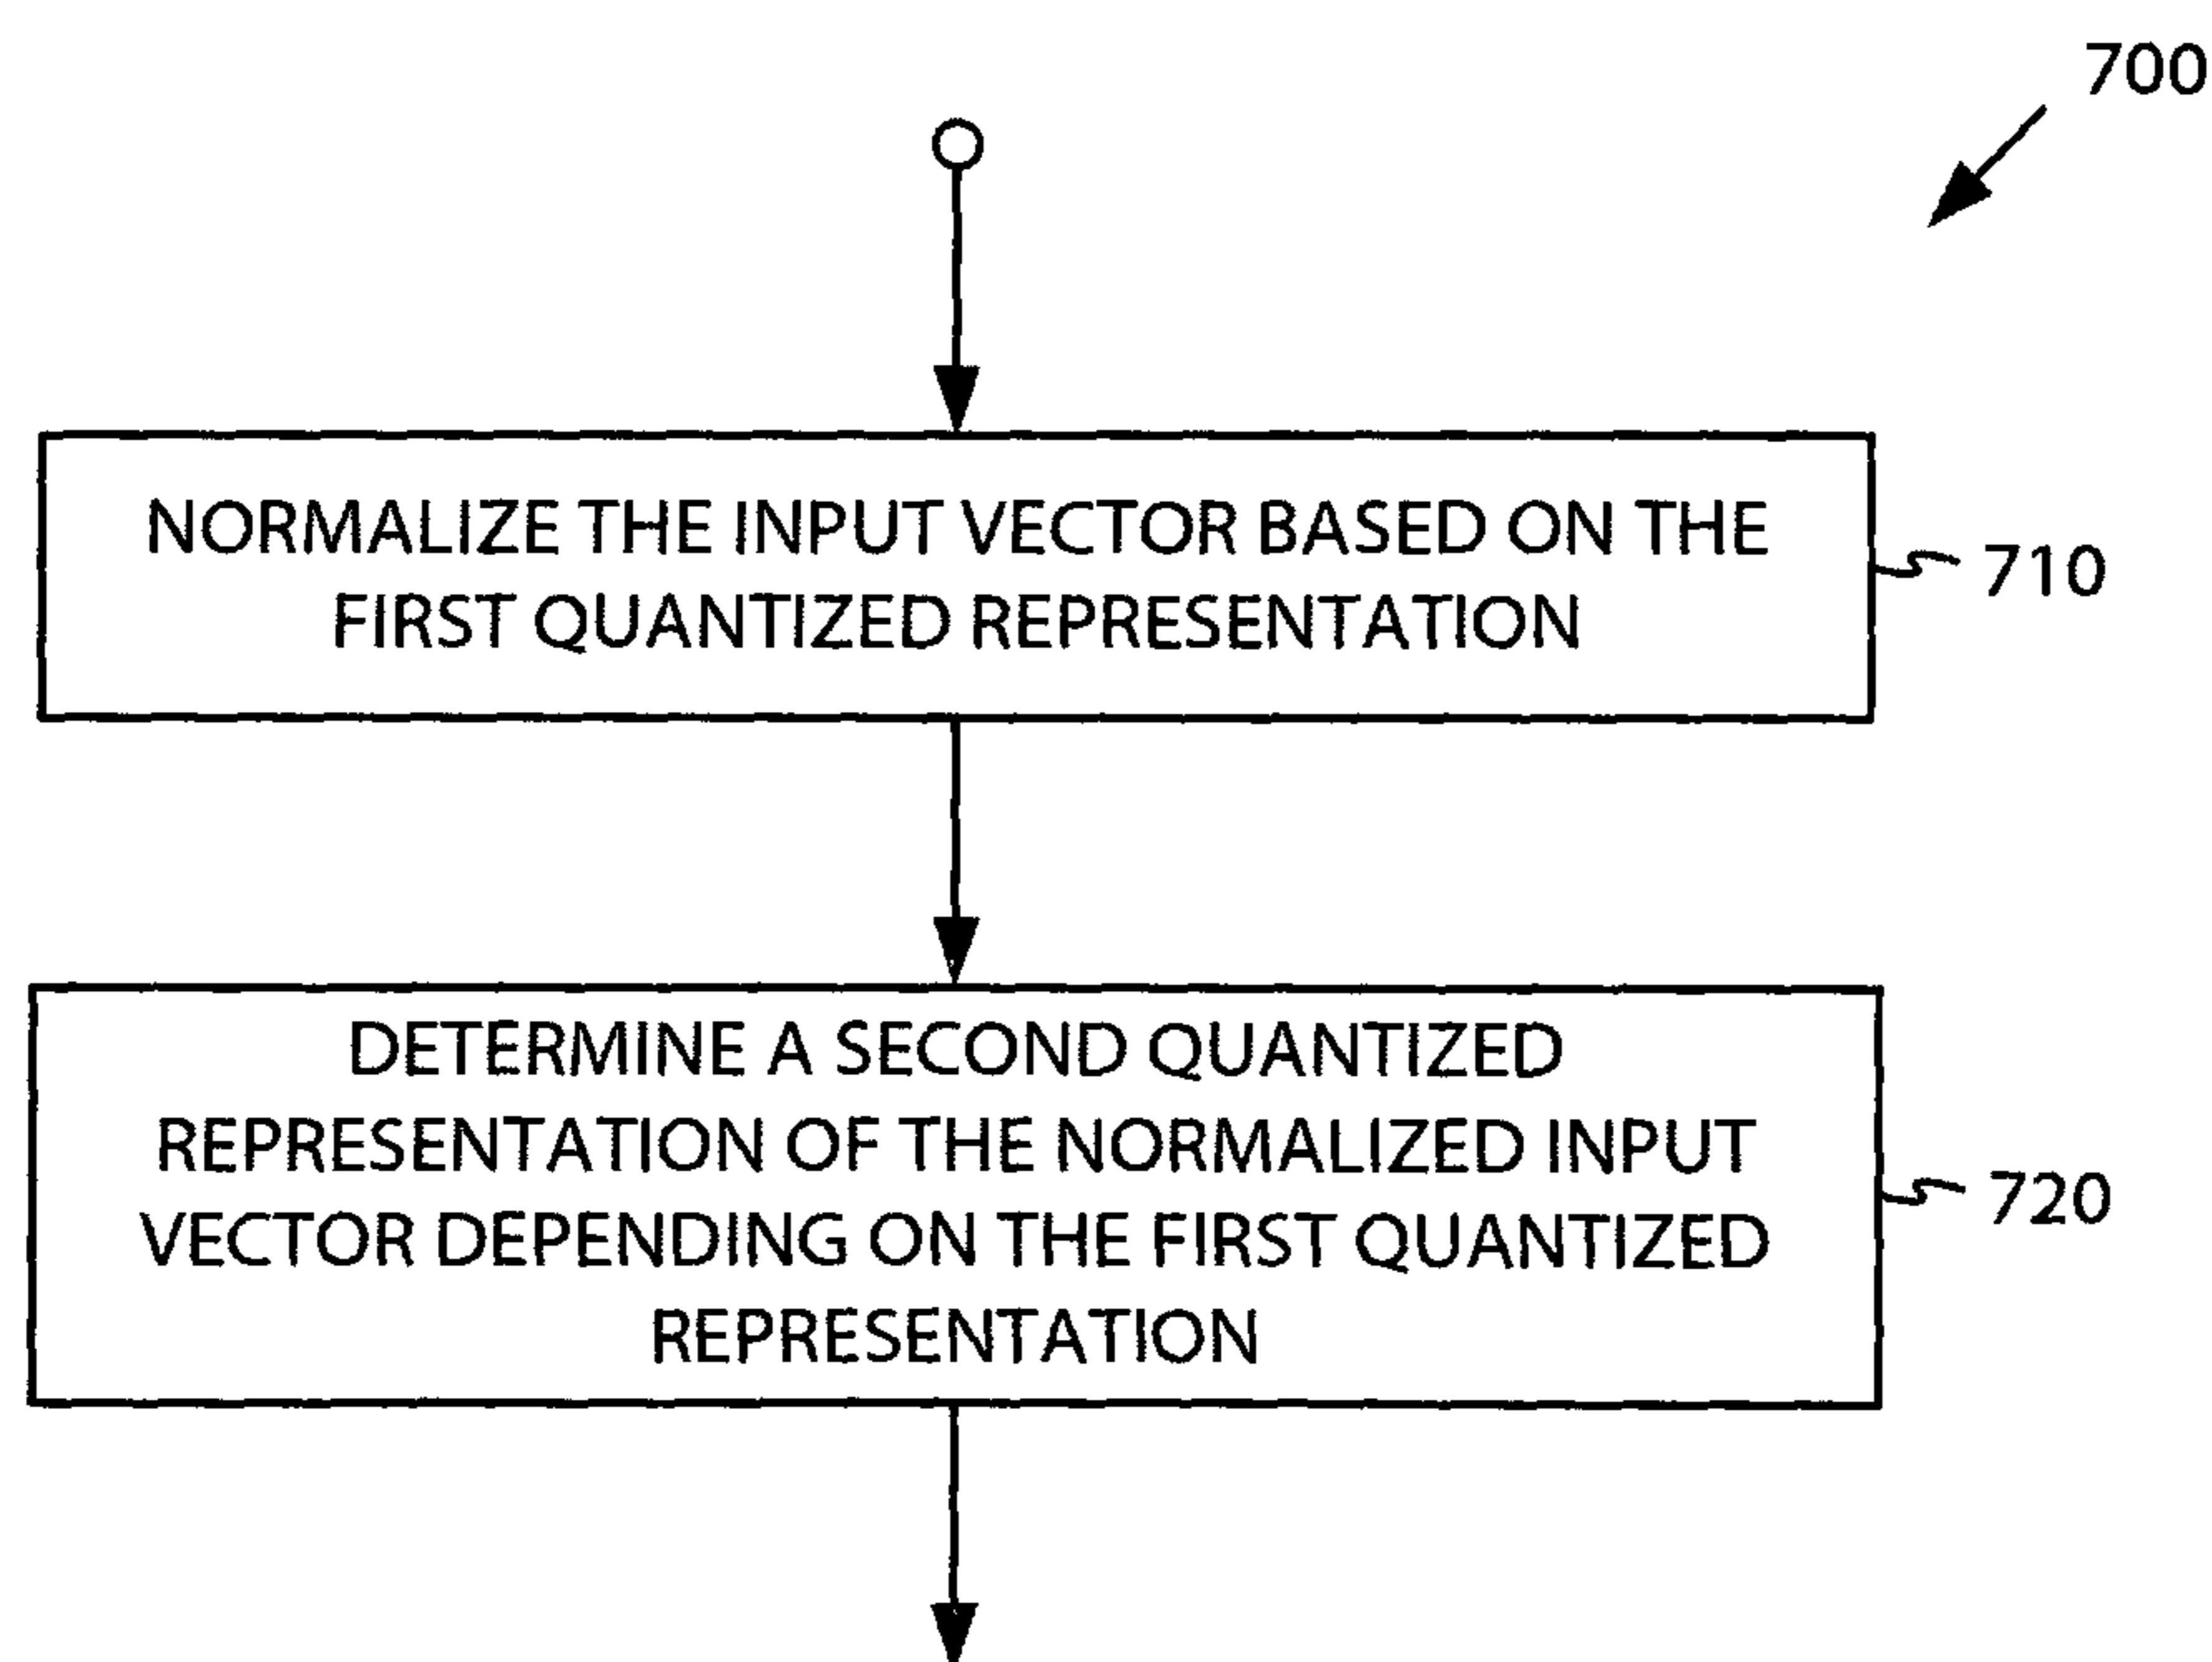 700
NORMALIZE THE INPUT VECTOR BASED ON THE
FIRST QUANTIZED REPRESENTATION
710
DETERMINE A SECOND QUANTIZED
REPRESENTATION OF THE NORMALIZED INPUT
VECTOR DEPENDING ON THE FIRST QUANTIZED
REPRESENTATION
720